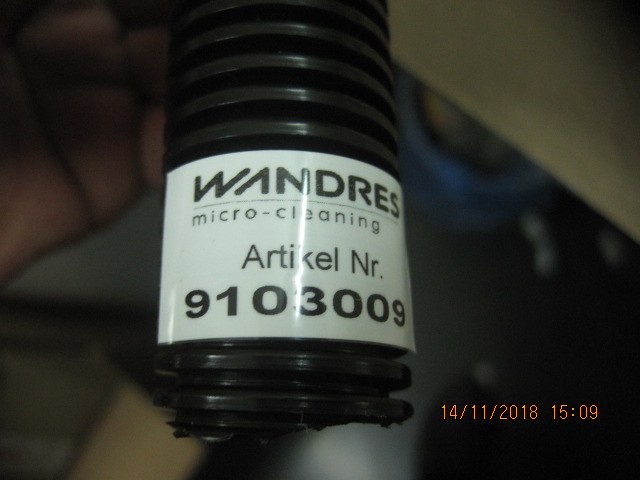 WANDRES
micro-cleaning
Artikel Nr.
9103009
14/11/2018 15:09